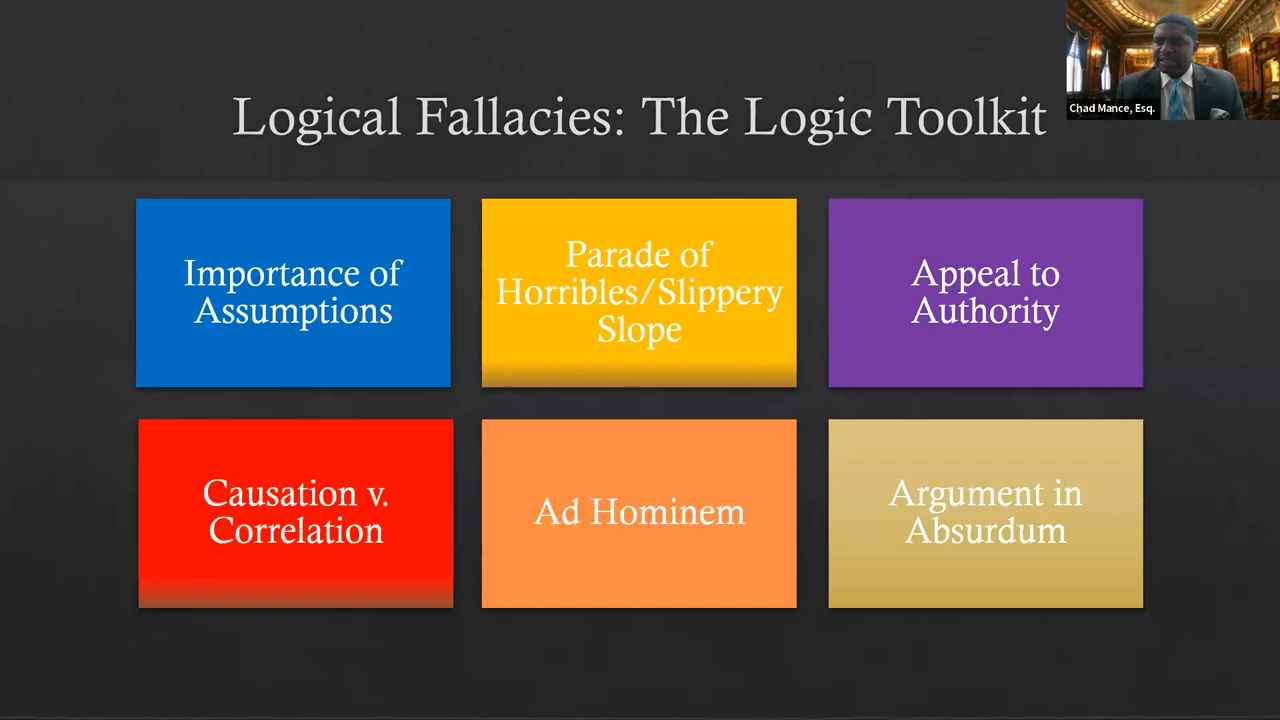 Logical Fallacies: The Logic Toolkit
Chad Mance, Esq.
Importance of
Assumptions
Parade of
Horribles/Slippery
Slope
Appeal to
Authority
Causation v.
Correlation
Ad Hominem
Argument in
Absurdum